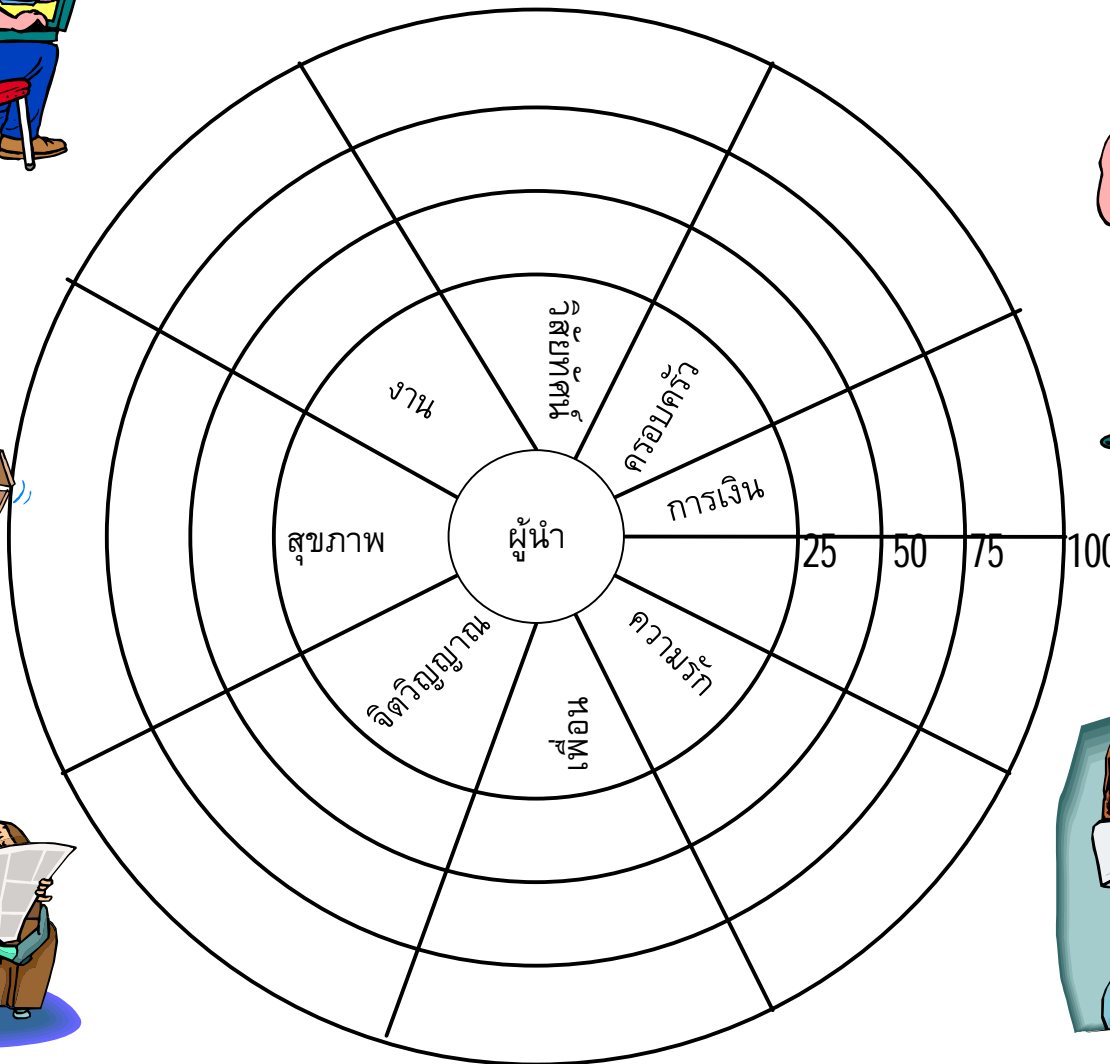 วิสัยทัศน์
ครอบครัว
งาน
การเงิน
ผู้นำ
สุขภาพ
25 50 75 100
ความรัก
จิตวิญญาณ
เพื่อน